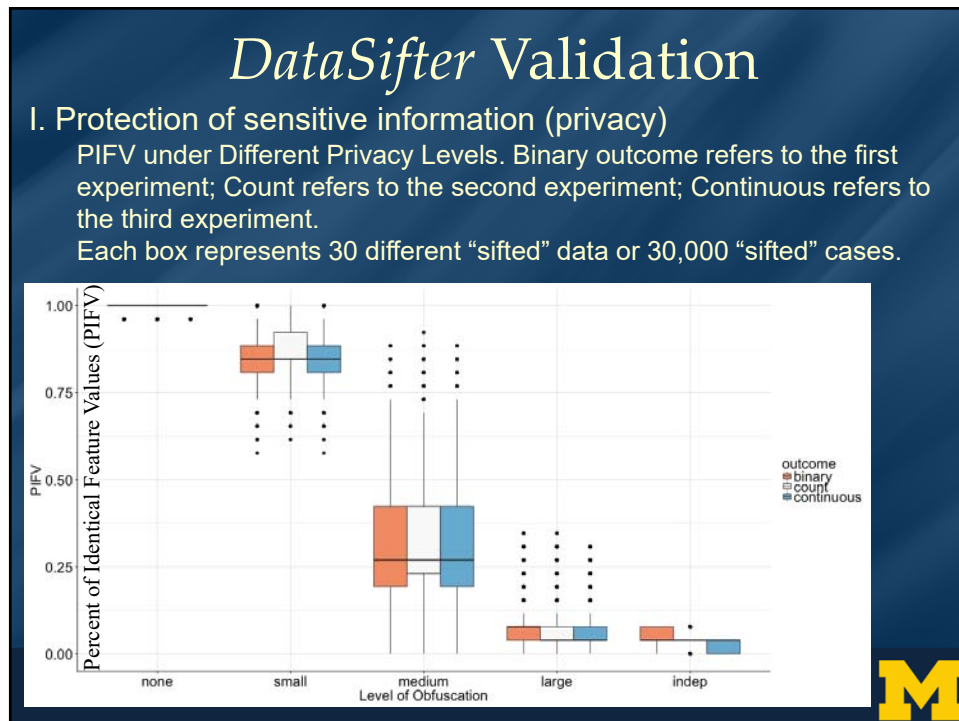 DataSifter Validation
I. Protection of sensitive information (privacy)
PIFV under Different Privacy Levels. Binary outcome refers to the first
experiment; Count refers to the second experiment; Continuous refers to
the third experiment.
Each box represents 30 different “sifted” data or 30,000 “sifted” cases.
Percent of Identical Feature Values (PIFV)
PIFV
1.00
0.75
0.50
0.25
0.00
outcome
binary
count
continuous
none small medium large indep
Level of Obfuscation
M